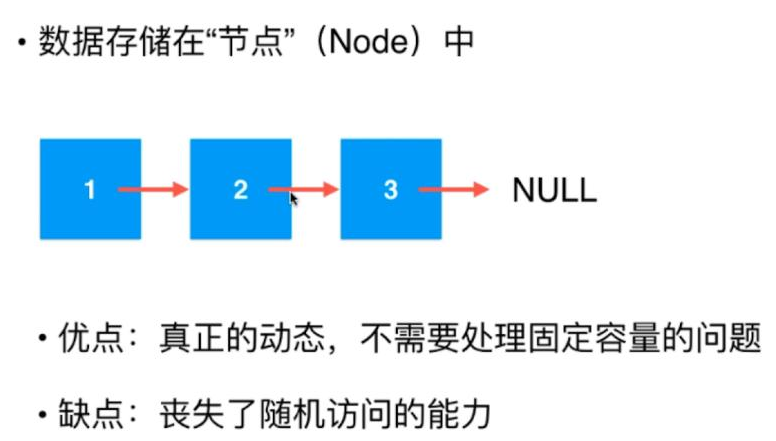 • 数据存储在“节点”（Node）中
1 2 3 NULL
• 优点：真正的动态，不需要处理固定容量的问题
• 缺点：丧失了随机访问的能力